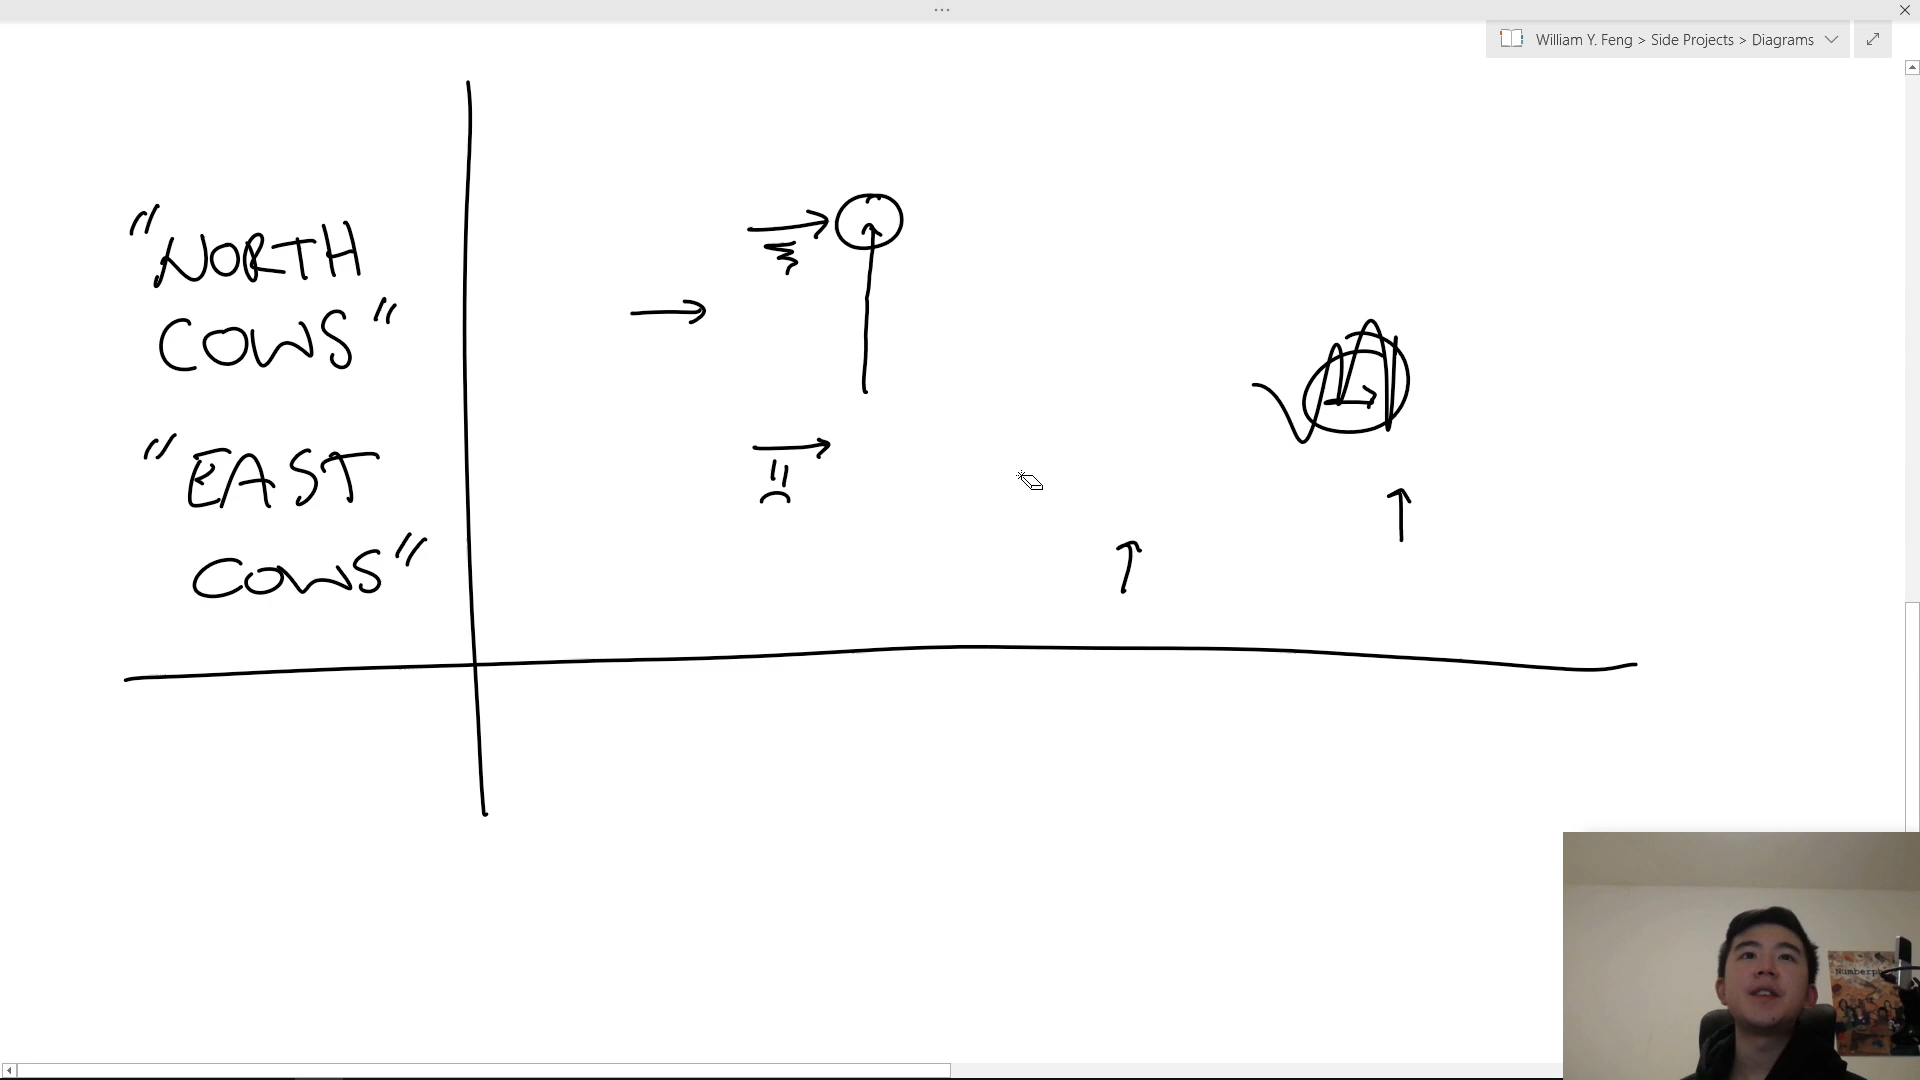 William Y. Feng > Side Projects > Diagrams
"NORTH
COWS"
"EAST
COWS"